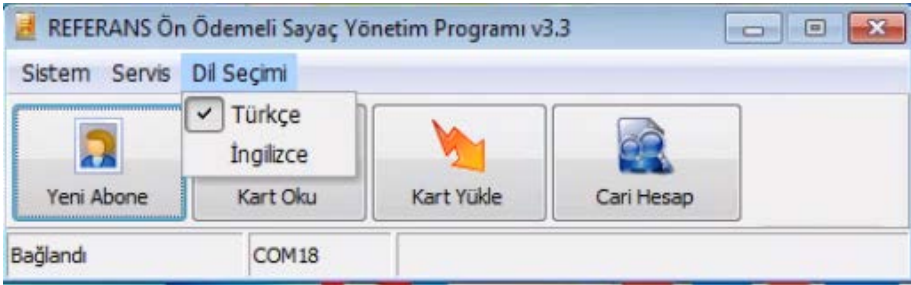 REFERANS Ön Ödemeli Sayaç Yönetim Programı v3.3
Sistem Servis Dil Seçimi
Türkçe
İngilizce
Yeni Abone Kart Oku Kart Yükle Cari Hesap
Bağlandı COM18